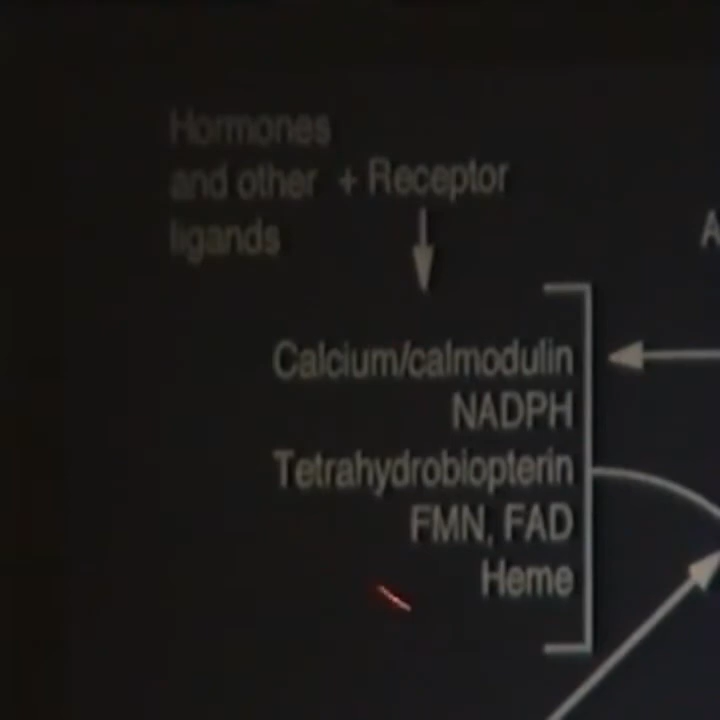 Hormones
and other + Receptor
ligands
A
Calcium/calmodulin
NADPH
Tetrahydrobiopterin
FMN, FAD
Heme